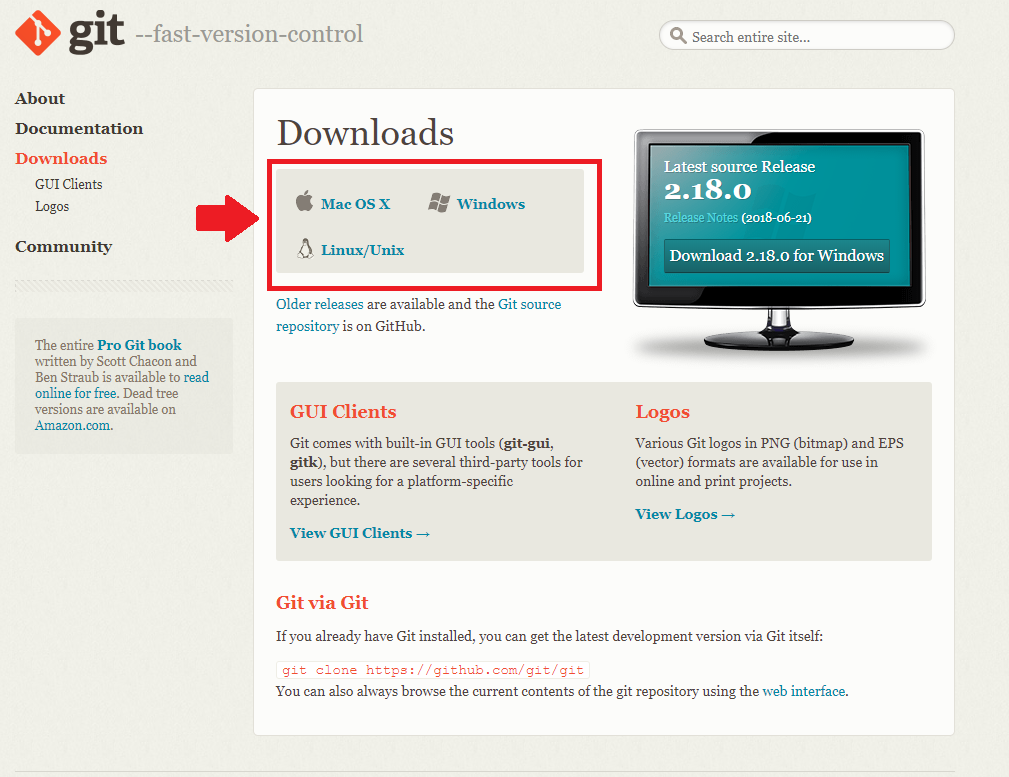 git --fast-version-control
Search entire site...
About
Documentation
Downloads
GUI Clients
Logos
Community
The entire Pro Git book
written by Scott Chacon and
Ben Straub is available to read
online for free. Dead tree
versions are available on
Amazon.com.
Downloads
Mac OS X
Windows
Linux/Unix
Older releases are available and the Git source
repository is on GitHub.
Latest source Release
2.18.0
Release Notes (2018-06-21)
Download 2.18.0 for Windows
GUI Clients
Git comes with built-in GUI tools (git-gui,
gitk), but there are several third-party tools for
users looking for a platform-specific
experience.
View GUI Clients →
Logos
Various Git logos in PNG (bitmap) and EPS
(vector) formats are available for use in
online and print projects.
View Logos →
Git via Git
If you already have Git installed, you can get the latest development version via Git itself:
git clone https://github.com/git/git
You can also always browse the current contents of the git repository using the web interface.